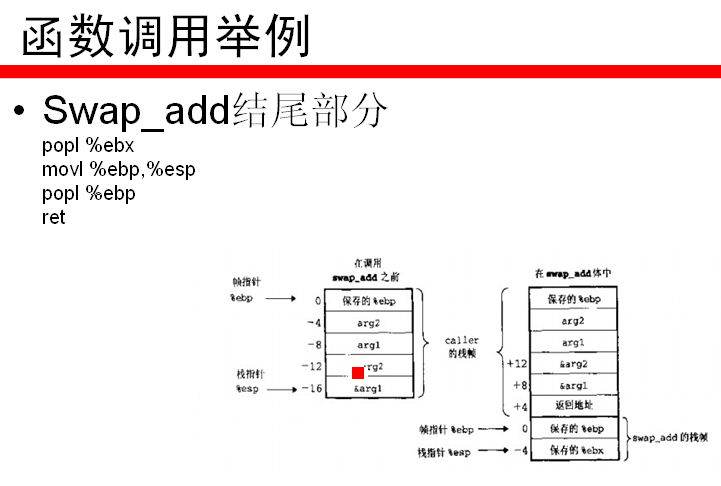 函数调用举例
• Swap_add结尾部分
popl %ebx
movl %ebp,%esp
popl %ebp
ret
在调用
swap_add 之前
帧指针
%ebp
0 保存的 %ebp
-4 arg2
-8 arg1
-12
栈指针
%esp
-16 &arg1
caller
的栈帧
在 swap_add 体中
保存的 %ebp
arg2
arg1
+12 &arg2
+8 &arg1
+4 返回地址
帧指针 %ebp 0 保存的 %ebp
栈指针 %esp -4 保存的 %ebx
swap_add 的栈帧